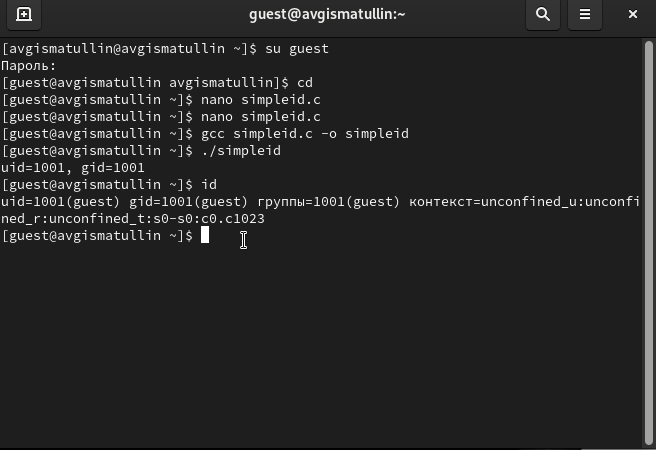 guest@avgismatullin:~
[avgismatullin@avgismatullin ~]$ su guest
Пароль:
[guest@avgismatullin avgismatullin]$ cd
[guest@avgismatullin ~]$ nano simpleid.c
[guest@avgismatullin ~]$ nano simpleid.c
[guest@avgismatullin ~]$ gcc simpleid.c -o simpleid
[guest@avgismatullin ~]$ ./simpleid
uid=1001, gid=1001
[guest@avgismatullin ~]$ id
uid=1001(guest) gid=1001(guest) группы=1001(guest) контекст=unconfined_u:unconfi
ned_r:unconfined_t:s0-s0:c0.c1023
[guest@avgismatullin ~]$